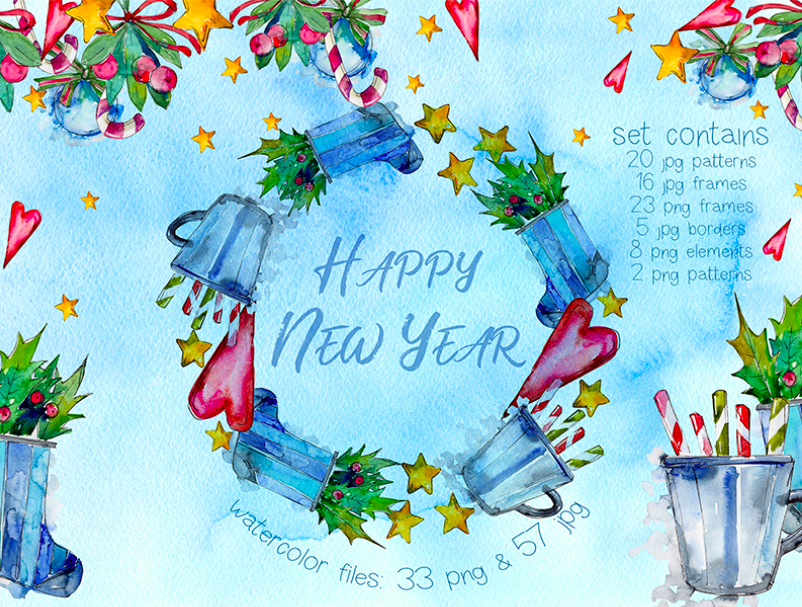 Happy
New Year
set contains
20 jpg patterns
16 jpg frames
23 png frames
5 jpg borders
8 png elements
2 png patterns
watercolor files: 33 png & 57 jpg